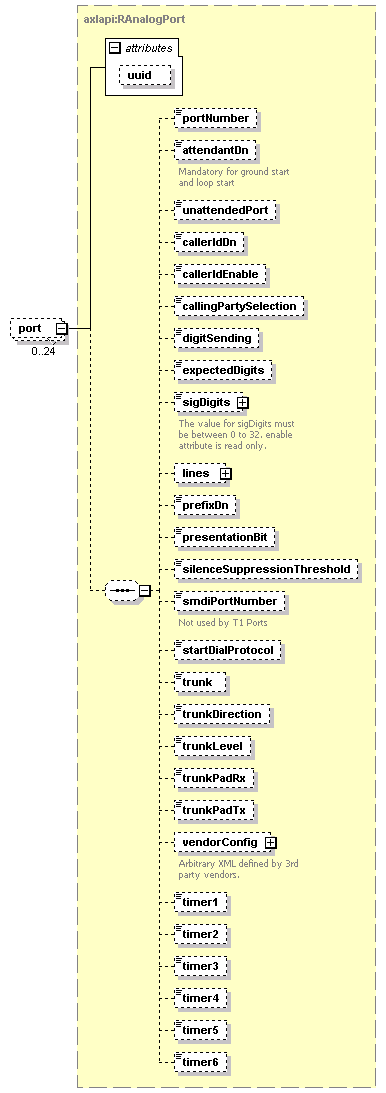 axlapi:RAnalogPort
attributes
uuid
portNumber
attendantDn
Mandatory for ground start
and loop start
unattendedPort
callerIdDn
callerIdEnable
callingPartySelection
port
0..24
digitSending
expectedDigits
sigDigits
The value for sigDigits must
be between 0 to 32. enable
attribute is read only.
lines
prefixDn
presentationBit
silenceSuppressionThreshold
smdiPortNumber
Not used by T1 Ports
startDialProtocol
trunk
trunkDirection
trunkLevel
trunkPadRx
trunkPadTx
vendorConfig
Arbitrary XML defined by 3rd
party vendors.
timer1
timer2
timer3
timer4
timer5
timer6